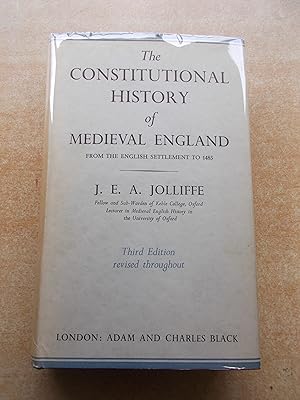 The
CONSTITUTIONAL
HISTORY
of
MEDIEVAL ENGLAND
FROM THE ENGLISH SETTLEMENT TO 1485
J. E. A. JOLLIFFE
Fellow and Sub-Warden of Keble College, Oxford
Lecturer in Medieval English History in
the University of Oxford
Third Edition
revised throughout
LONDON: ADAM AND CHARLES BLACK